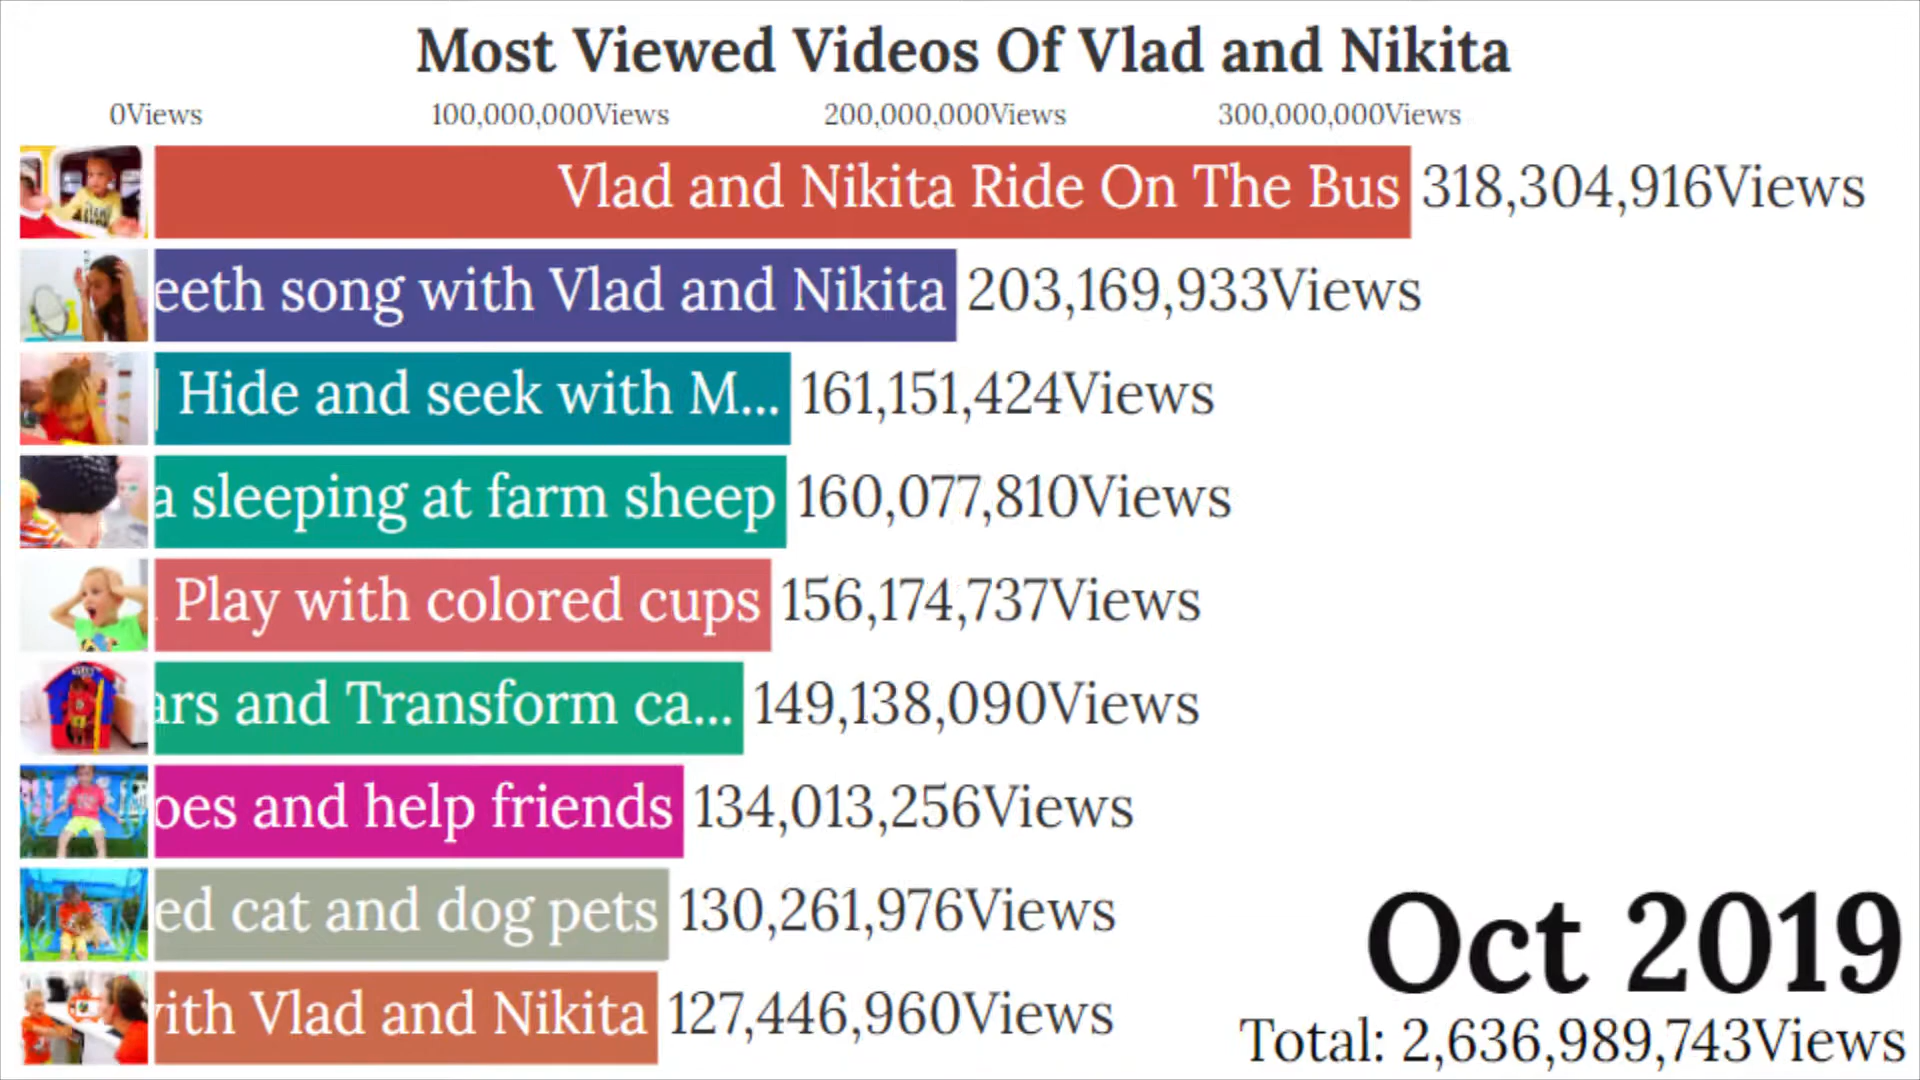 Most Viewed Videos Of Vlad and Nikita
0Views 100,000,000Views 200,000,000Views 300,000,000Views
Vlad and Nikita Ride On The Bus 318,304,916Views
eeth song with Vlad and Nikita 203,169,933Views
| Hide and seek with M... 161,151,424Views
a sleeping at farm sheep 160,077,810Views
Play with colored cups 156,174,737Views
ars and Transform ca... 149,138,090Views
oes and help friends 134,013,256Views
ed cat and dog pets 130,261,976Views
with Vlad and Nikita 127,446,960Views
Oct 2019
Total: 2,636,989,743Views